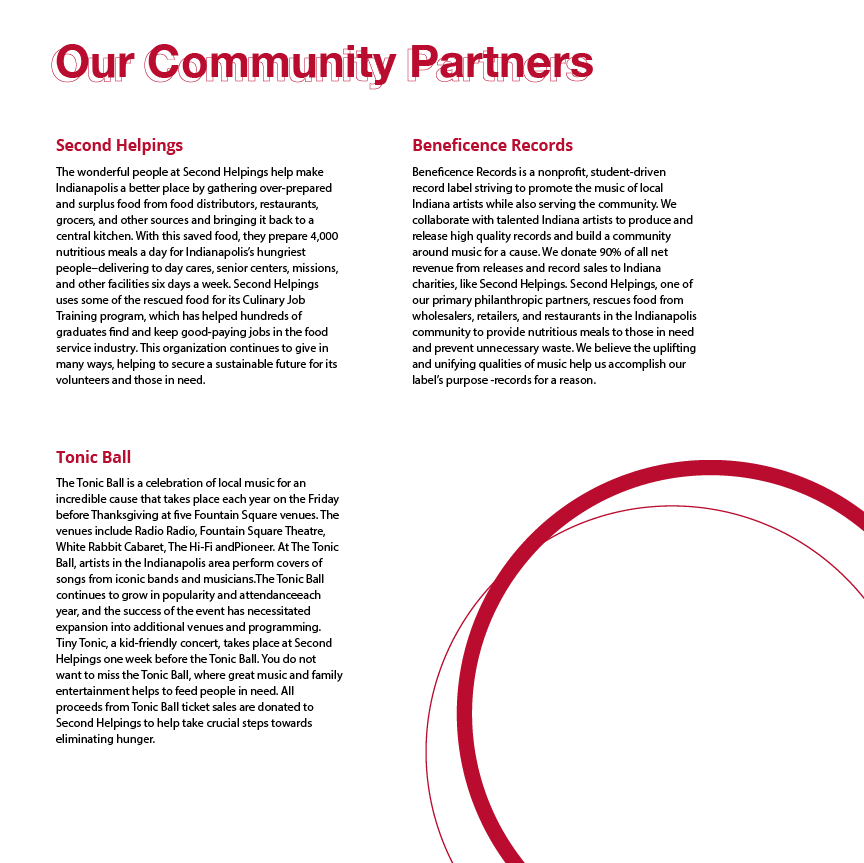 Our Community Partners
Second Helpings
The wonderful people at Second Helpings help make
Indianapolis a better place by gathering over-prepared
and surplus food from food distributors, restaurants,
grocers, and other sources and bringing it back to a
central kitchen. With this saved food, they prepare 4,000
nutritious meals a day for Indianapolis's hungriest
people–delivering to day cares, senior centers, missions,
and other facilities six days a week. Second Helpings
uses some of the rescued food for its Culinary Job
Training program, which has helped hundreds of
graduates find and keep good-paying jobs in the food
service industry. This organization continues to give in
many ways, helping to secure a sustainable future for its
volunteers and those in need.
Beneficence Records
Beneficence Records is a nonprofit, student-driven
record label striving to promote the music of local
Indiana artists while also serving the community. We
collaborate with talented Indiana artists to produce and
release high quality records and build a community
around music for a cause. We donate 90% of all net
revenue from releases and record sales to Indiana
charities, like Second Helpings. Second Helpings, one of
our primary philanthropic partners, rescues food from
wholesalers, retailers, and restaurants in the Indianapolis
community to provide nutritious meals to those in need
and prevent unnecessary waste. We believe the uplifting
and unifying qualities of music help us accomplish our
label's purpose -records for a reason.
Tonic Ball
The Tonic Ball is a celebration of local music for an
incredible cause that takes place each year on the Friday
before Thanksgiving at five Fountain Square venues. The
venues include Radio Radio, Fountain Square Theatre,
White Rabbit Cabaret, The Hi-Fi andPioneer. At The Tonic
Ball, artists in the Indianapolis area perform covers of
songs from iconic bands and musicians.The Tonic Ball
continues to grow in popularity and attendanceeach
year, and the success of the event has necessitated
expansion into additional venues and programming.
Tiny Tonic, a kid-friendly concert, takes place at Second
Helpings one week before the Tonic Ball. You do not
want to miss the Tonic Ball, where great music and family
entertainment helps to feed people in need. All
proceeds from Tonic Ball ticket sales are donated to
Second Helpings to help take crucial steps towards
eliminating hunger.